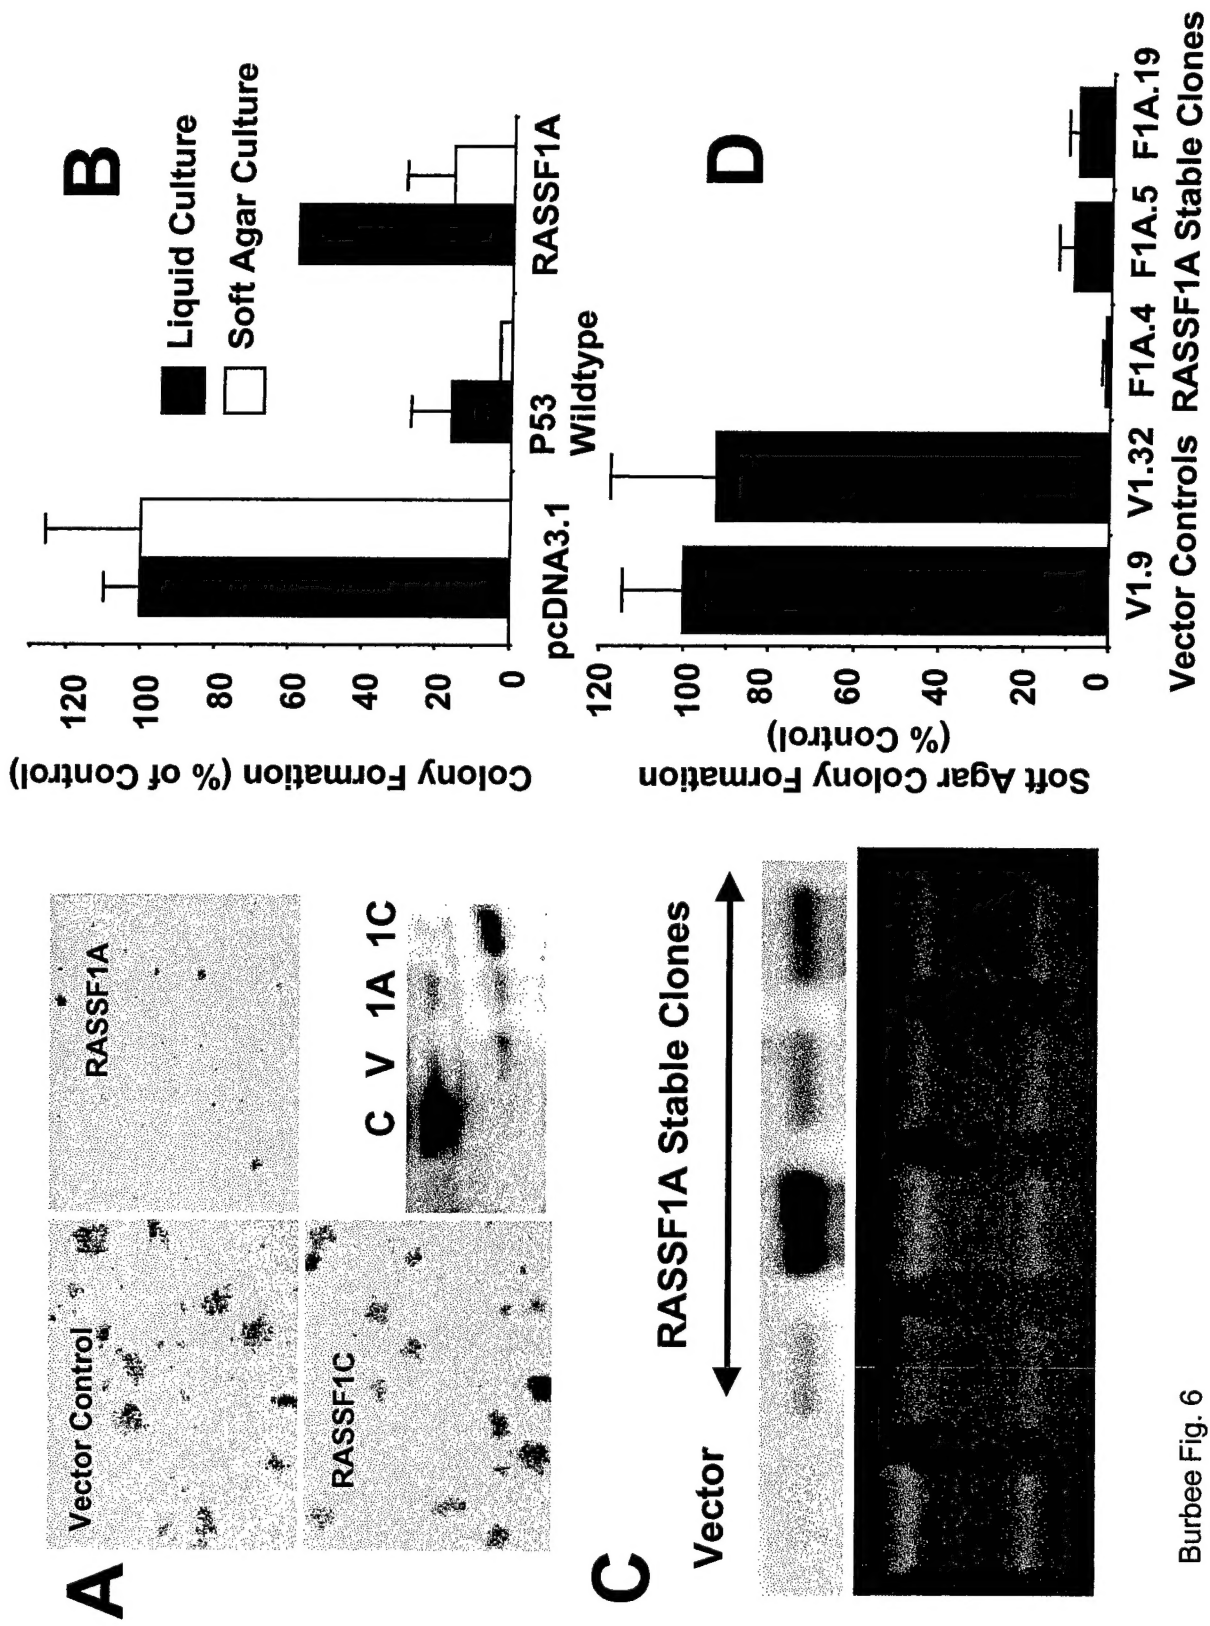 A
Vector Control
RASSF1A
RASSF1C
C V 1A 1C
B
Liquid Culture
Soft Agar Culture
Colony Formation (% of Control)
120
100
80
60
40
20
0
pcDNA3.1
P53
Wildtype
RASSF1A
C
Vector
RASSF1A Stable Clones
D
Soft Agar Colony Formation
(% Control)
120
100
80
60
40
20
0
V1.9 V1.32 F1A.4 F1A.5 F1A.19
Vector Controls RASSF1A Stable Clones
Burbee Fig. 6